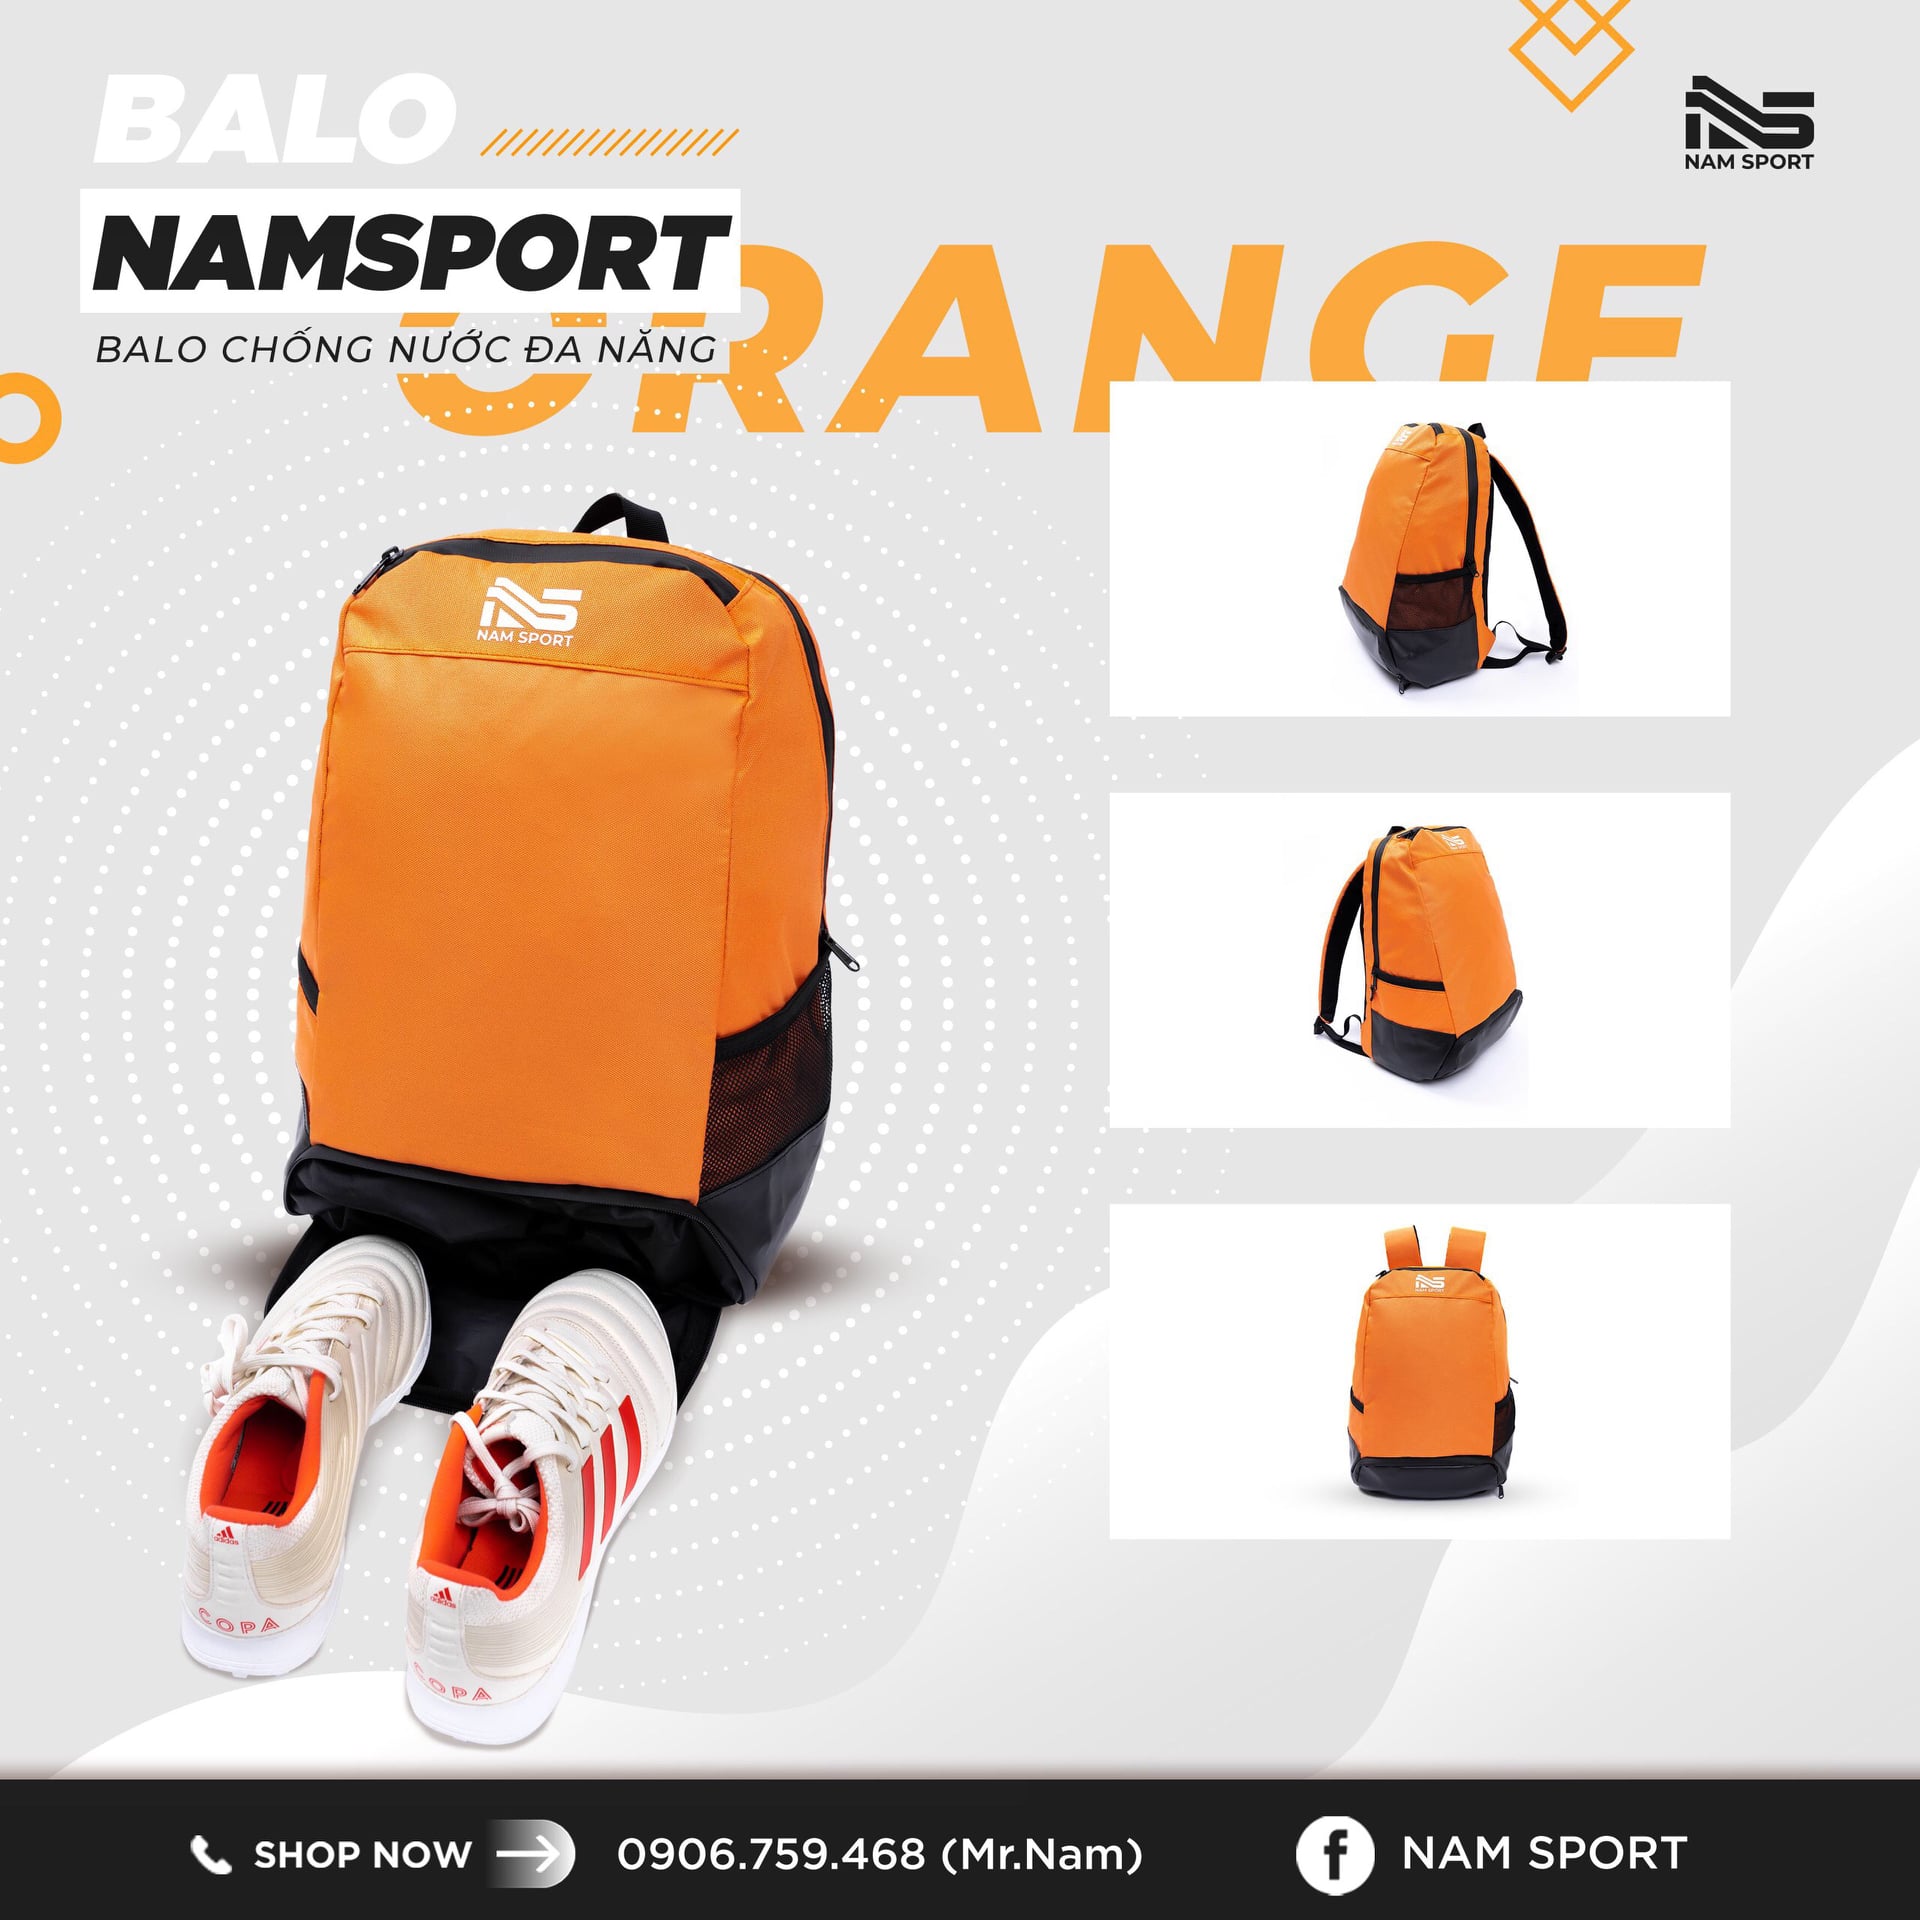 BALO
NAM SPORT
NAMSPORT
ORANGE
BALO CHỐNG NƯỚC ĐA NĂNG
NAM SPORT
NAM SPORT
adidas
COPA
adidas
COPA
SHOP NOW
0906.759.468 (Mr.Nam)
NAM SPORT